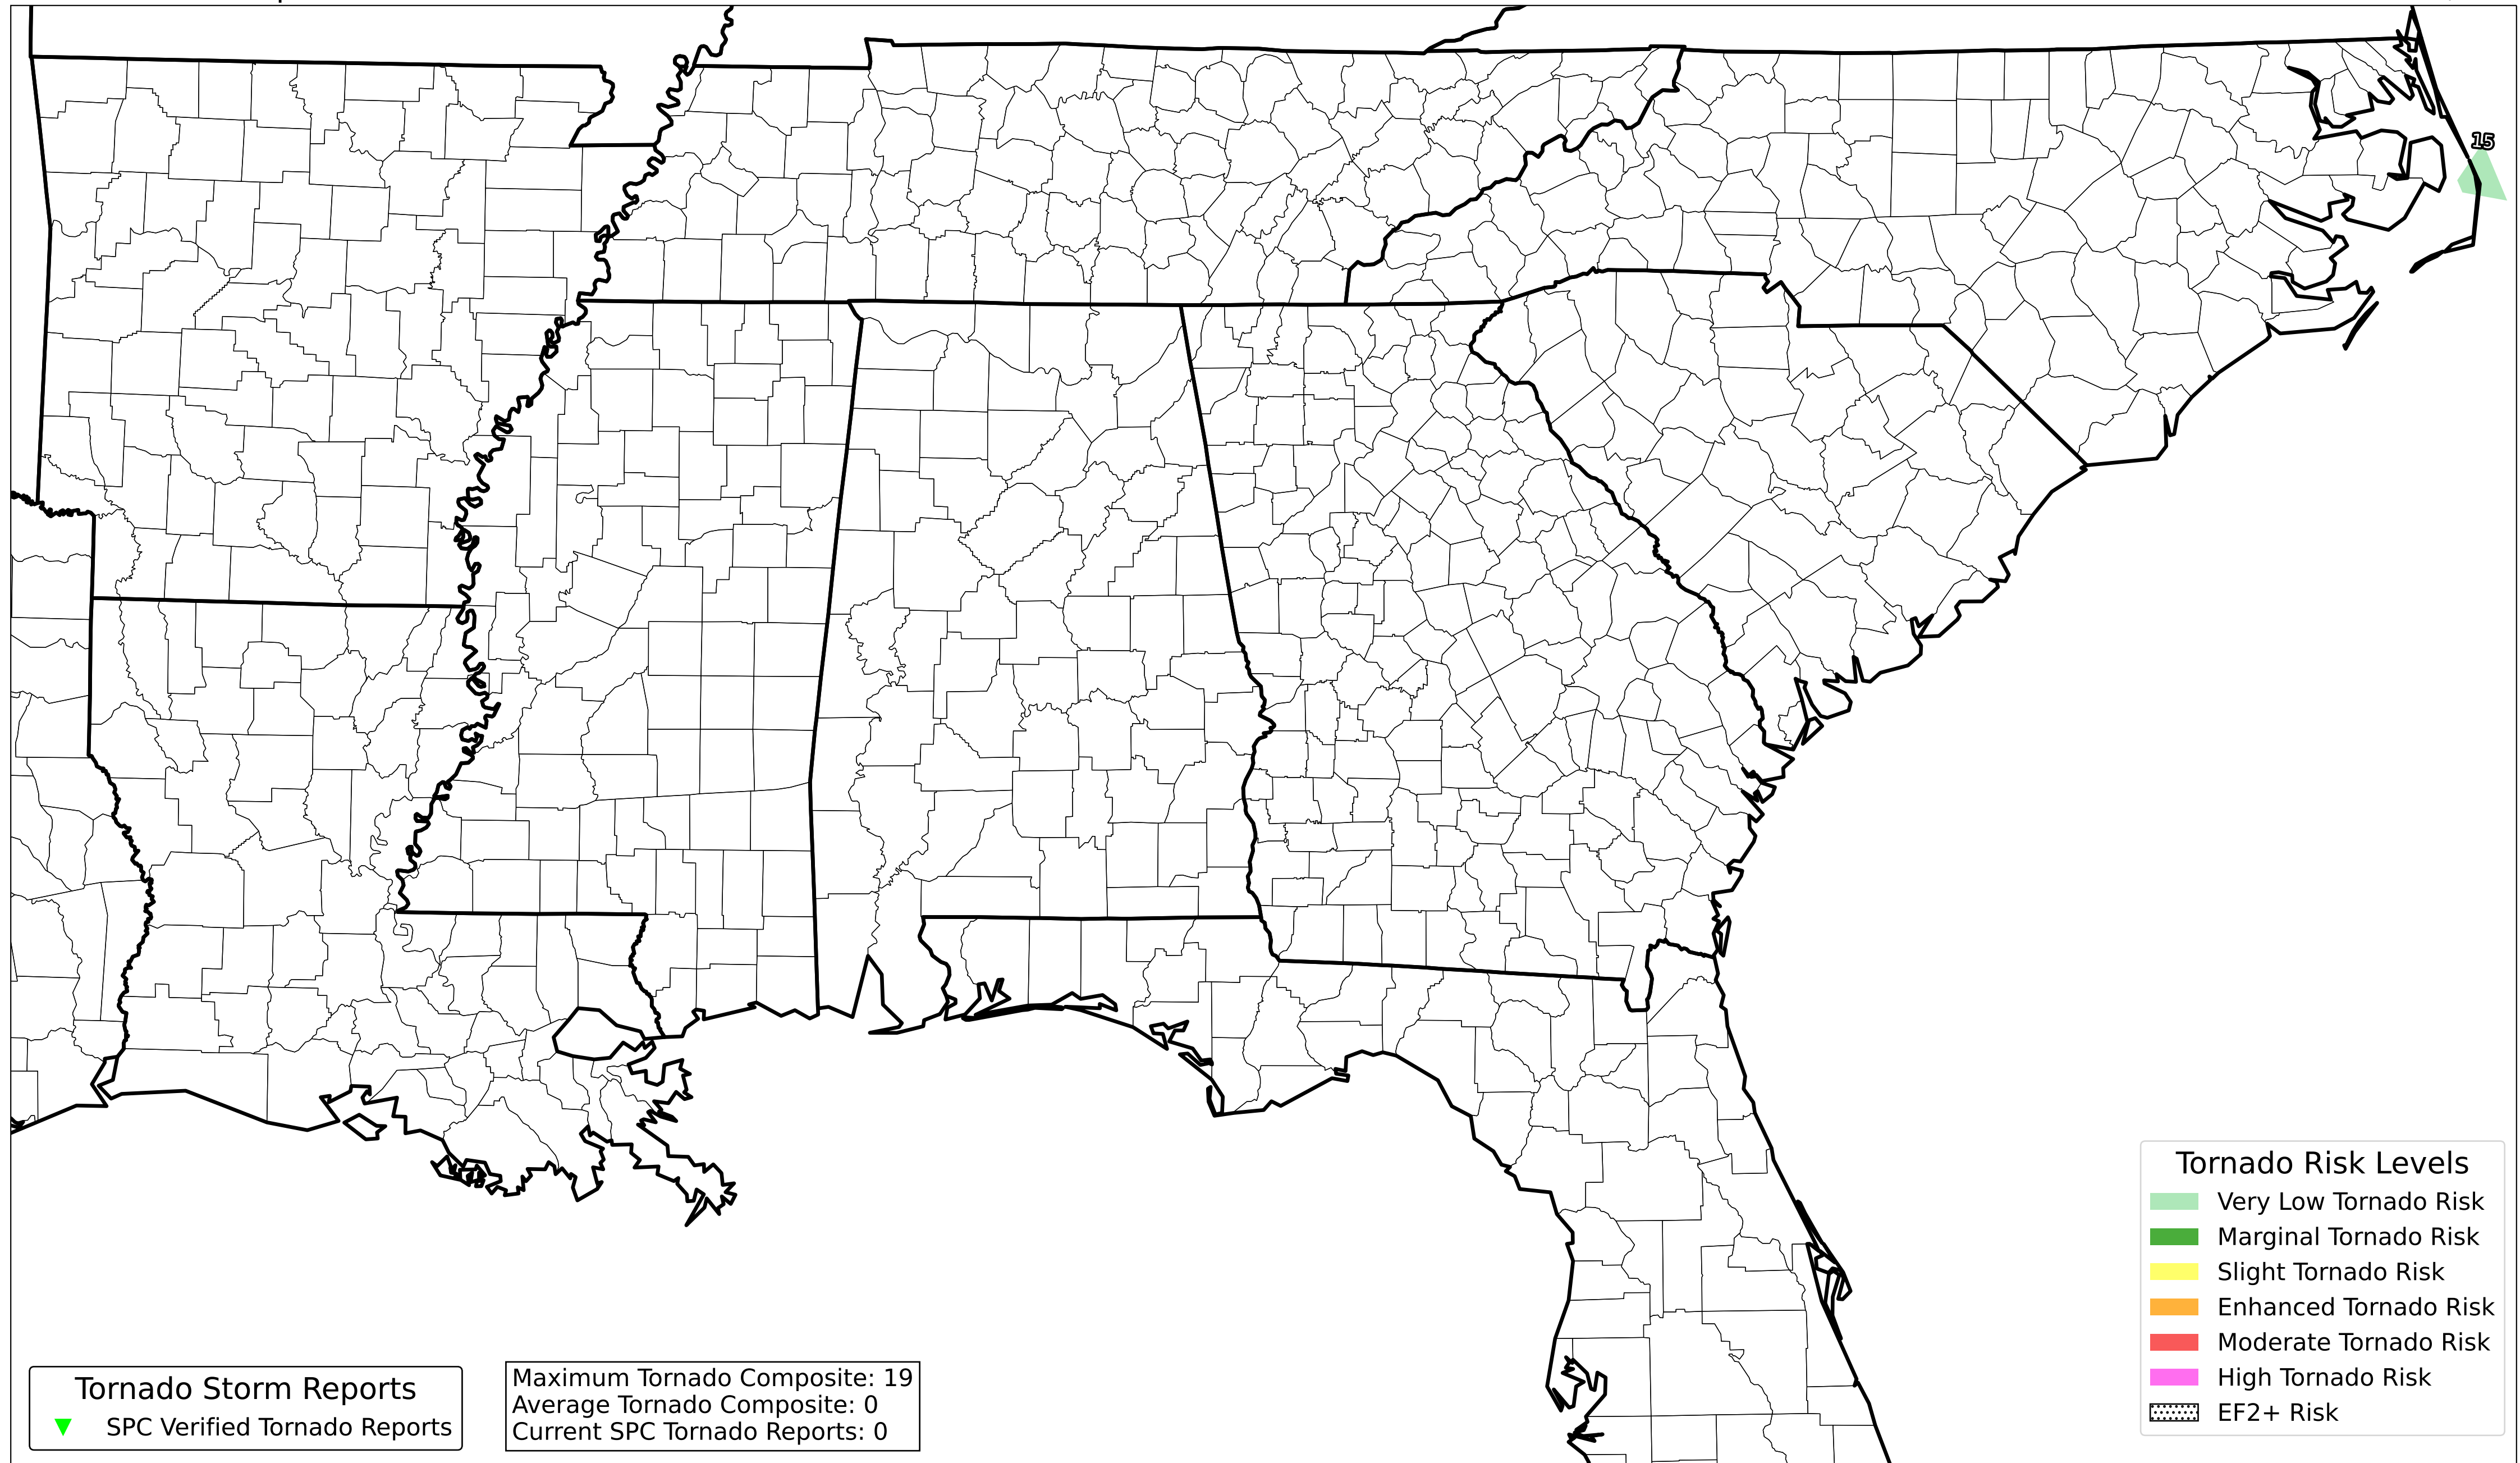 15
Tornado Risk Levels
Very Low Tornado Risk
Marginal Tornado Risk
Slight Tornado Risk
Enhanced Tornado Risk
Moderate Tornado Risk
High Tornado Risk
EF2+ Risk
Tornado Storm Reports
SPC Verified Tornado Reports
Maximum Tornado Composite: 19
Average Tornado Composite: 0
Current SPC Tornado Reports: 0